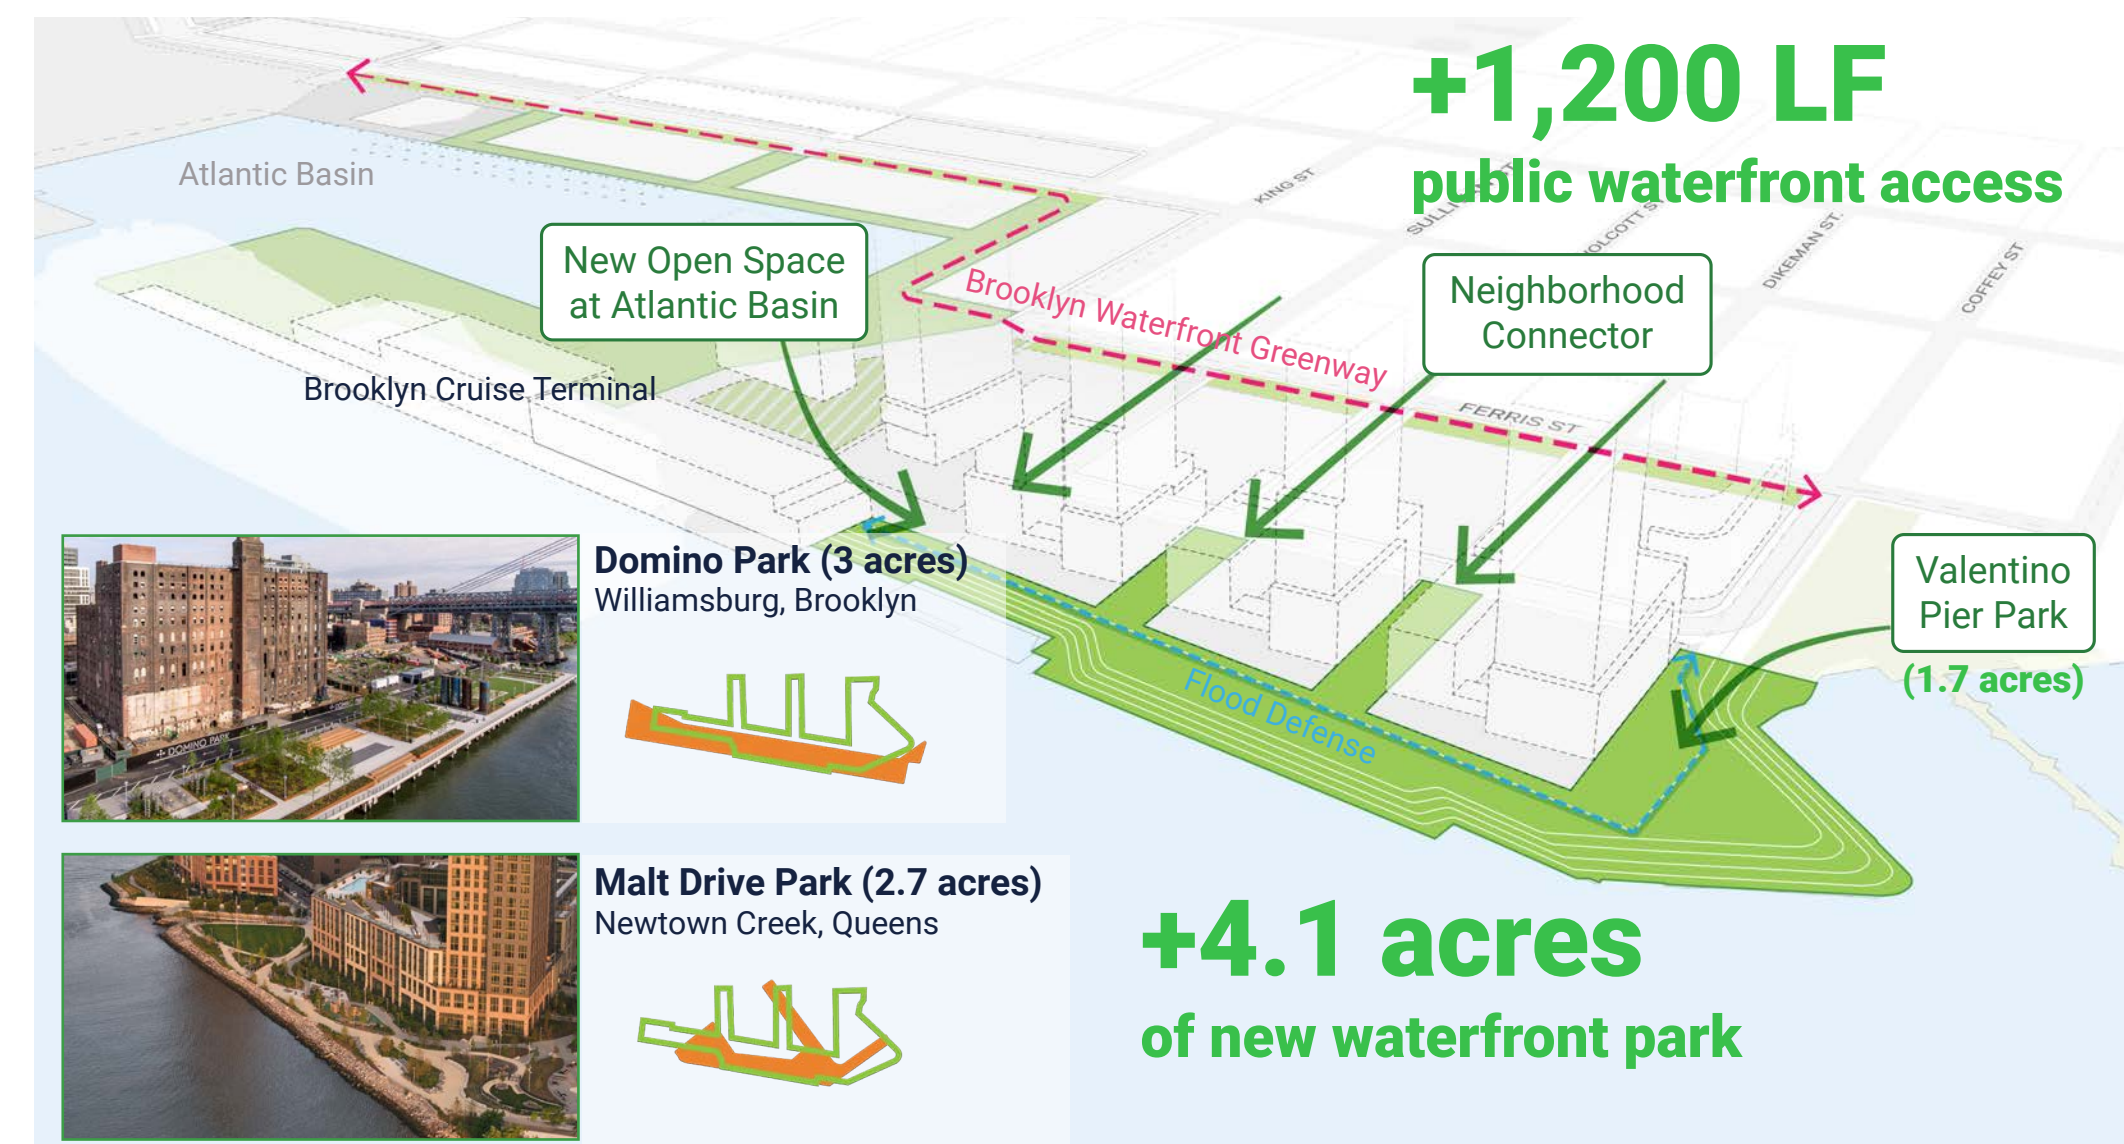 +1,200 LF
public waterfront access
Atlantic Basin
KING ST
DIKEMAN ST.
COFFEY ST
New Open Space
at Atlantic Basin
Brooklyn Waterfront Greenway
Neighborhood
Connector
Brooklyn Cruise Terminal
FERRIS ST
Valentino
Pier Park
(1.7 acres)
Domino Park (3 acres)
Williamsburg, Brooklyn
DOMINO PARK
Flood Defense
Malt Drive Park (2.7 acres)
Newtown Creek, Queens
+4.1 acres
of new waterfront park